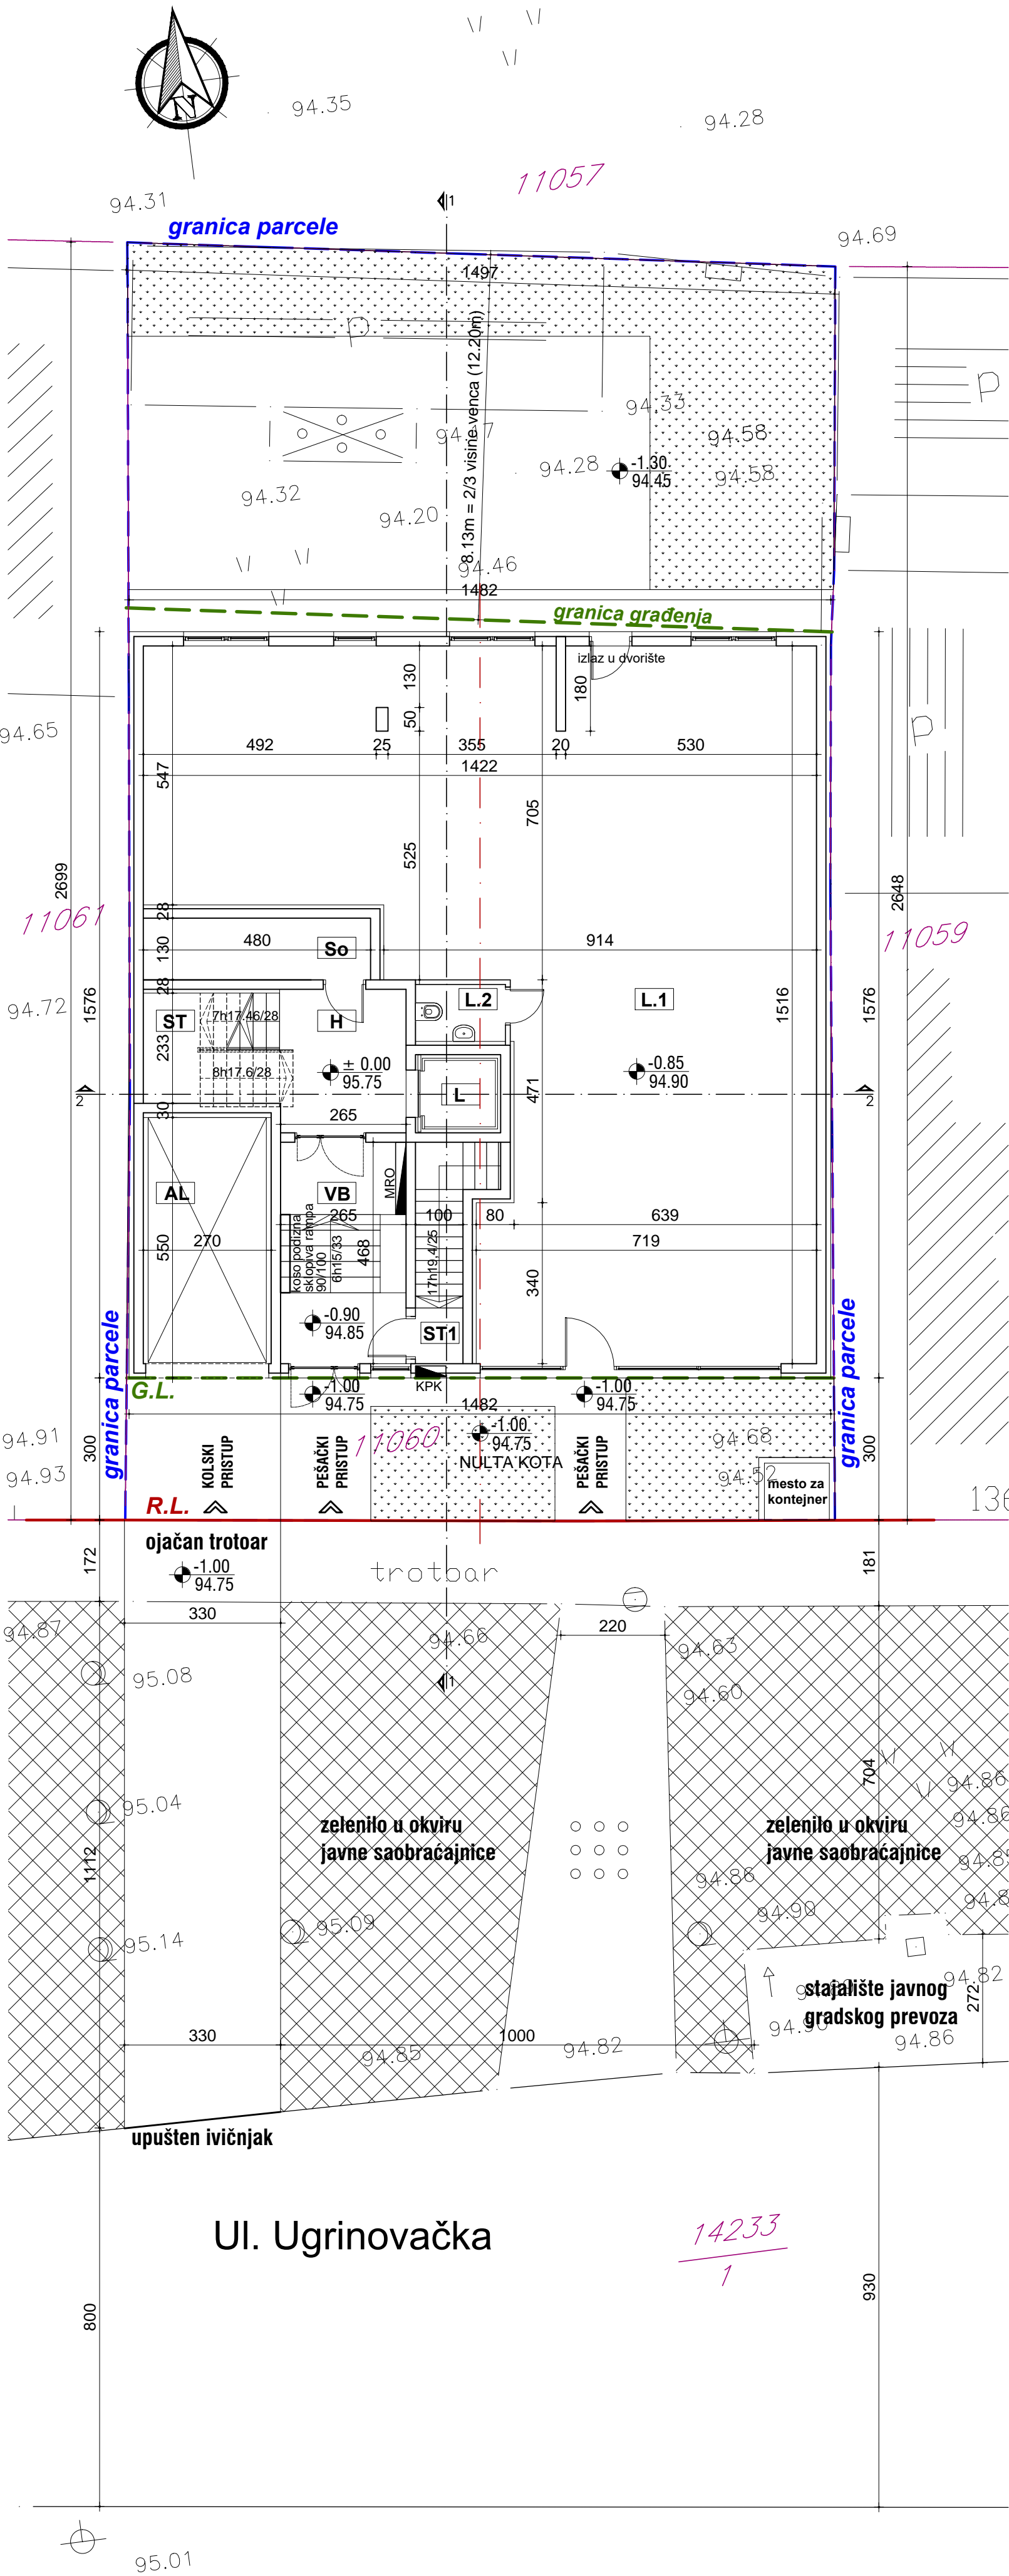 N
94.35
94.28
11057
94.31
1
granica parcele
94.69
1497
p
8.13m = 2/3 visine venca (12.20m)
p
94.33
94.58
94.28
-1.30
94.45
94.58
94.32
94.20
94.46
1482
granica građenja
izlaz u dvorište
130
180
50
p
94.65
492
25
355
20
530
1422
547
705
525
2699
2648
28
11061
11059
480
So
914
130
28
94.72
1576
ST
7h17.46/28
H
L.2
L.1
1516
1576
233
8h17.6/28
± 0.00
95.75
-0.85
94.90
2
L
471
2
30
265
AL
VB
MRO
265
100
80
639
koso podizna
sklopiva rampa
90/100
6h15/33
468
17h19,4/25
550
270
719
340
-0.90
94.85
ST1
granica parcele
granica parcele
G.L.
KPK
-1.00
94.75
-1.00
94.75
1482
11060
-1.00
94.75
NULTA KOTA
94.68
94.91
94.93
300
KOLSKI
PRISTUP
PEŠAČKI
PRISTUP
PEŠAČKI
PRISTUP
94.52
mesto za
kontejner
300
R.L.
136
ojačan trotoar
172
-1.00
94.75
trotoar
181
330
220
94.87
94.66
94.63
95.08
1
94.60
704
94.86
95.04
94.86
zelenilo u okviru
javne saobraćajnice
zelenilo u okviru
javne saobraćajnice
1112
94.86
94.90
95.09
95.14
stajalište javnog
gradskog prevoza
94.82
272
330
1000
94.85
94.82
94.86
upušten ivičnjak
Ul. Ugrinovačka
14233
1
800
930
95.01